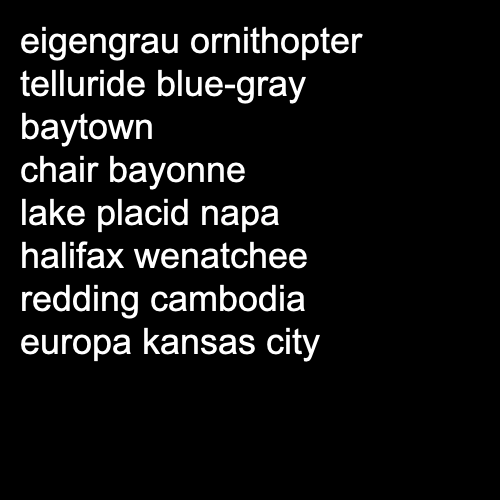 eigengrau ornithopter
telluride blue-gray
baytown
chair bayonne
lake placid napa
halifax wenatchee
redding cambodia
europa kansas city